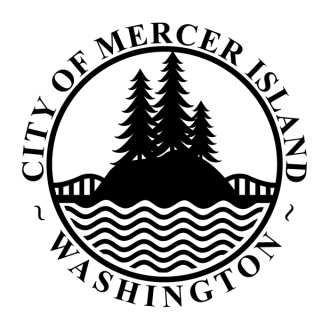 CITY OF MERCER ISLAND
~ WASHINGTON ~